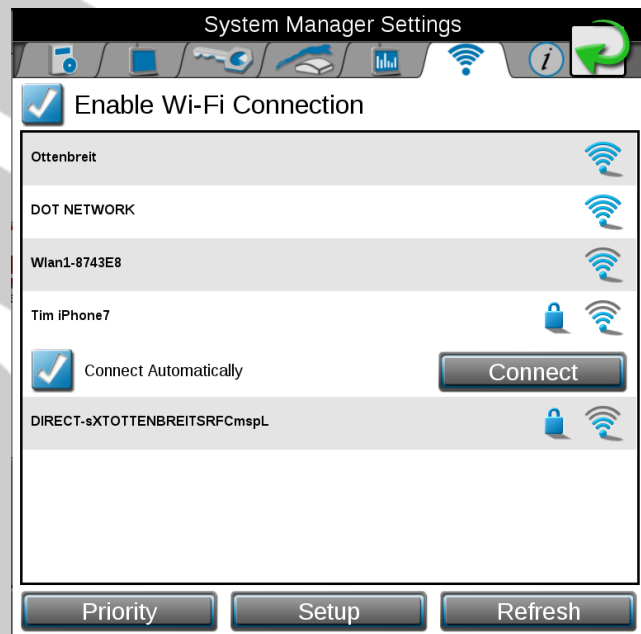 System Manager Settings
i
Enable Wi-Fi Connection
Ottenbreit
DOT NETWORK
Wlan1-8743E8
Tim iPhone7
Connect Automatically
Connect
DIRECT-sXTOTTENBREITSRFCmspL
Priority
Setup
Refresh